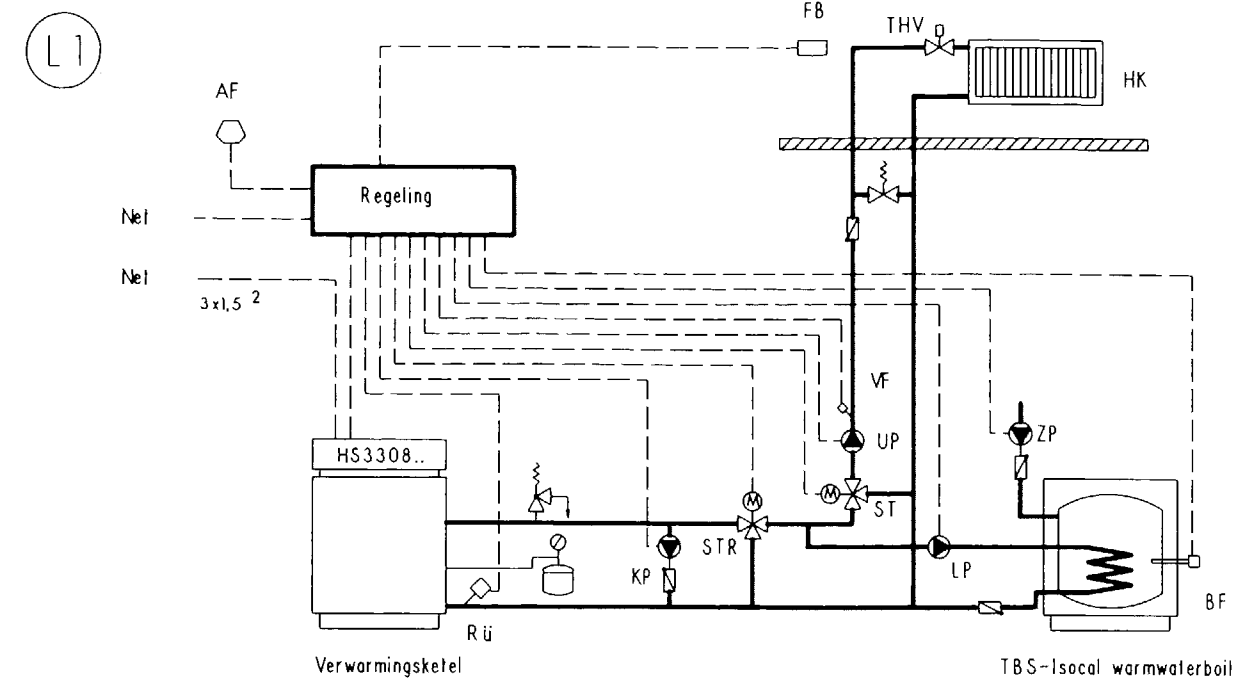 L1
FB
THV
HK
AF
Regeling
Net
Net
3x1,5 ²
VF
UP
ZP
HS3308..
M
M
ST
STR
KP
LP
BF
Rü
Verwarmingsketel
TBS-Isocal warmwaterboil